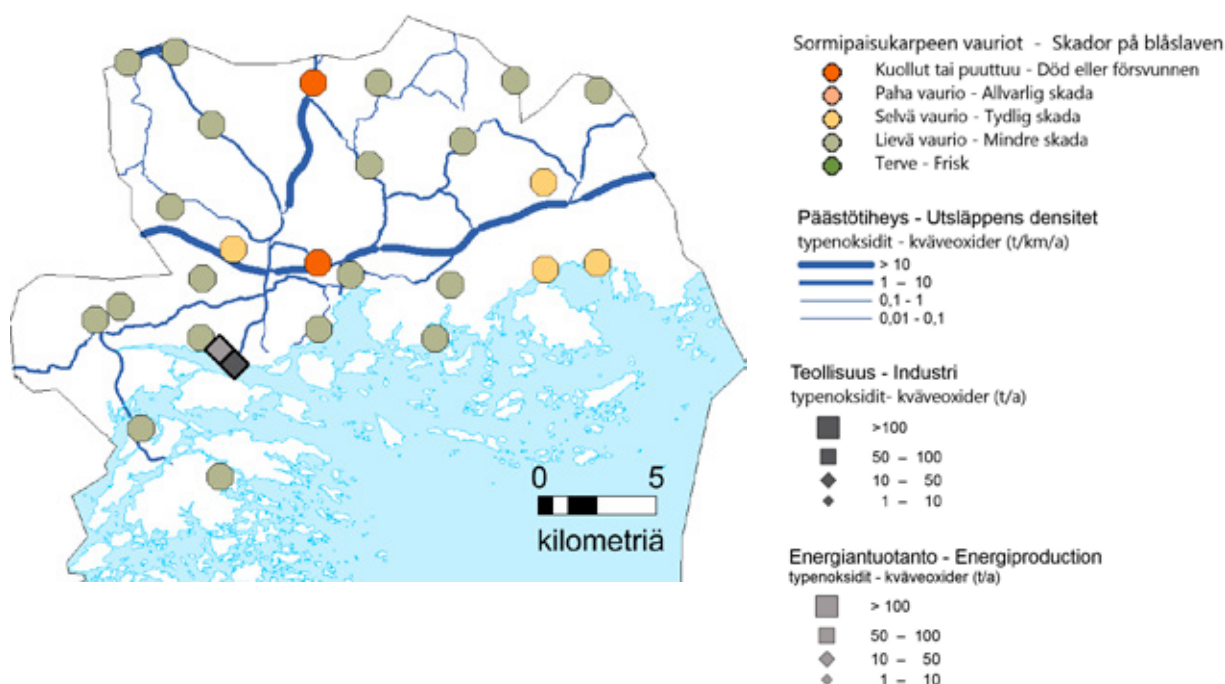 Sormipaisukarpeen vauriot - Skador på blåslaven
Kuollut tai puuttuu - Död eller försvunnen
Paha vaurio - Allvarlig skada
Selvä vaurio - Tydlig skada
Lievä vaurio - Mindre skada
Terve - Frisk
Päästötiheys - Utsläppens densitet
typenoksidit - kväveoxider (t/km/a)
> 10
1 – 10
0,1 - 1
0,01 - 0,1
Teollisuus - Industri
typenoksidit- kväveoxider (t/a)
>100
50 – 100
10 – 50
1 – 10
Energiantuotanto - Energiproduction
typenoksidit - kväveoxider (t/a)
> 100
50 – 100
10 – 50
1 – 10
0 5
kilometriä